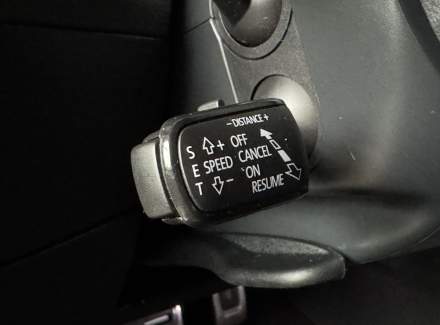 − DISTANCE +
S + OFF
E SPEED CANCEL
T − ON
RESUME